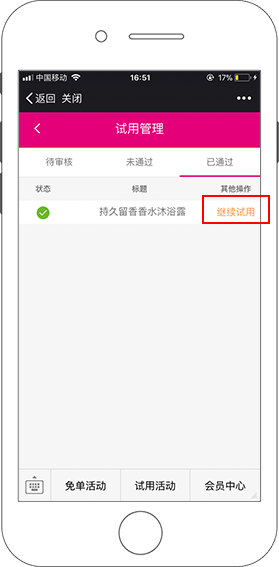 中国移动 16:51 17%
返回 关闭 •••
试用管理
待审核 未通过 已通过
状态 标题 其他操作
持久留香香水沐浴露 继续试用
免单活动 试用活动 会员中心